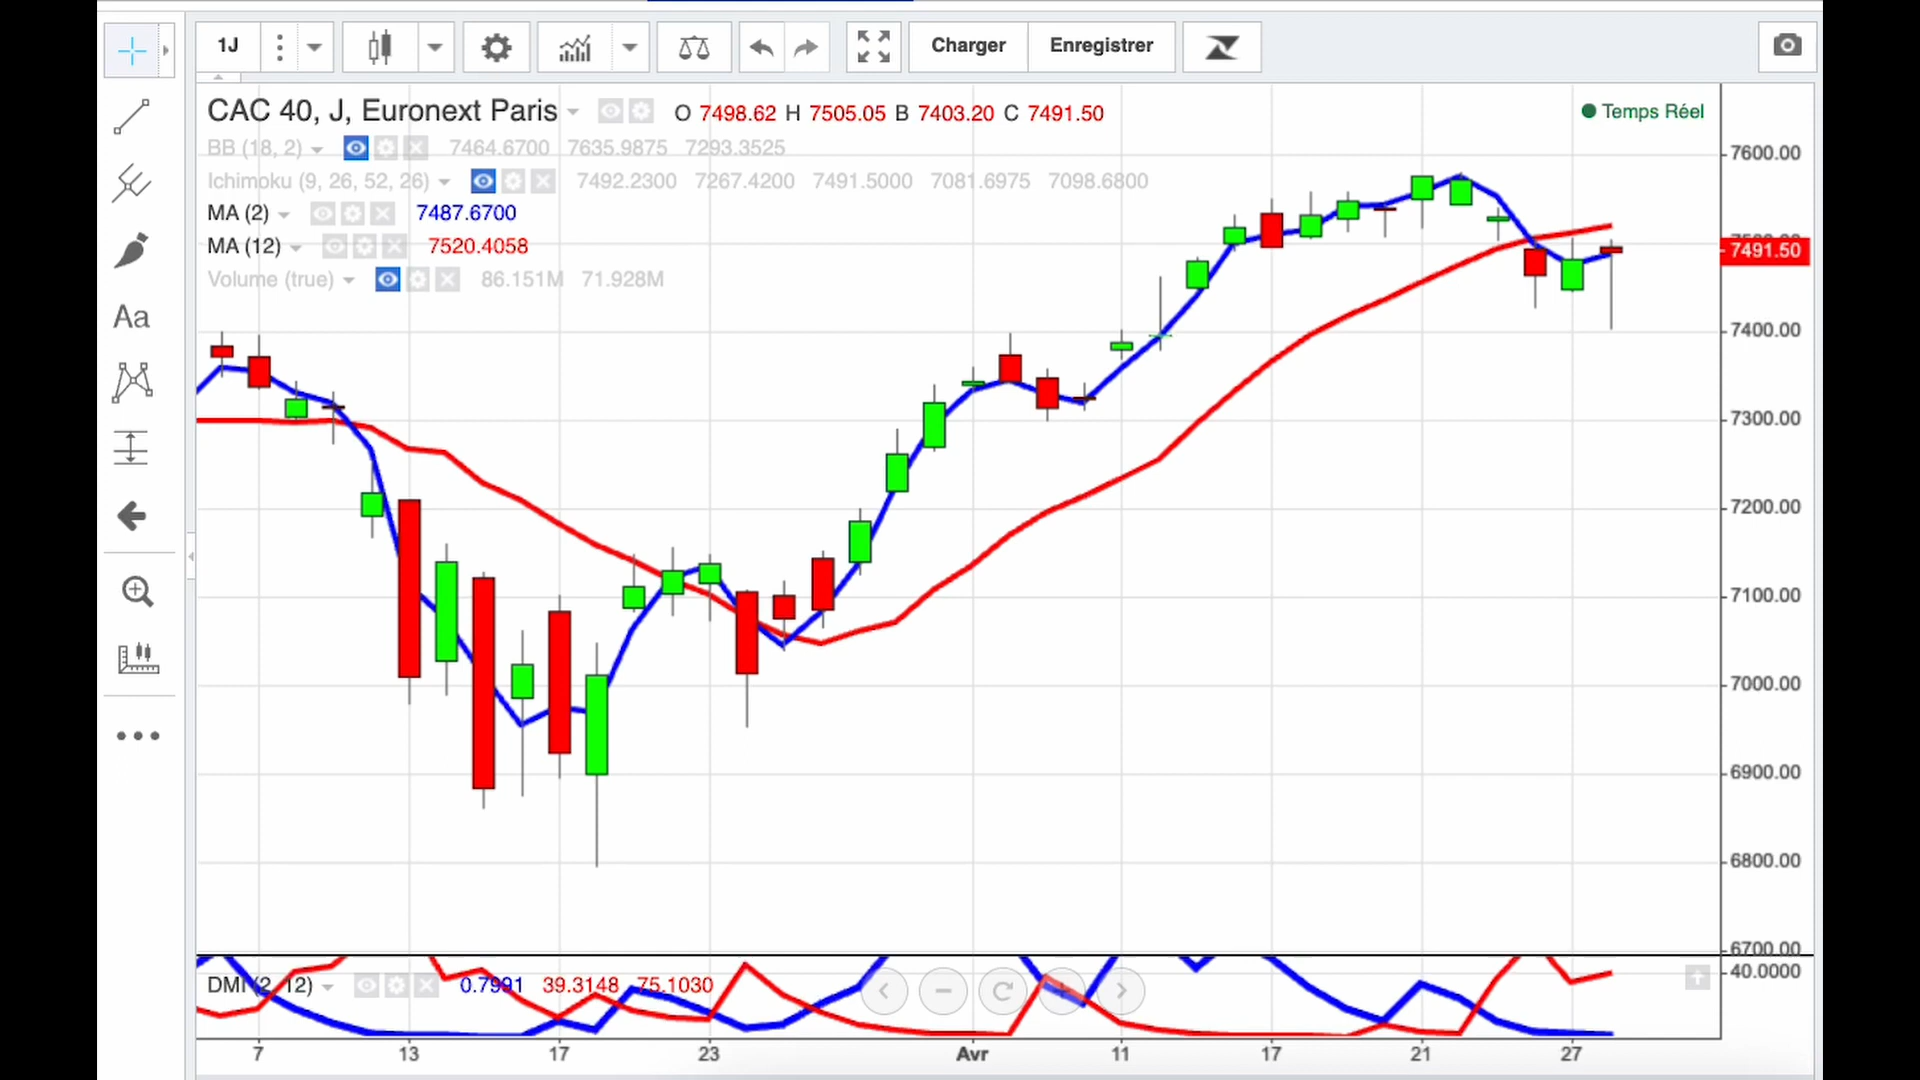 1J
Charger
Enregistrer
CAC 40, J, Euronext Paris
O 7498.62 H 7505.05 B 7403.20 C 7491.50
Temps Réel
BB (18, 2) 7464.6700 7635.9875 7293.3525
Ichimoku (9, 26, 52, 26) 7492.2300 7267.4200 7491.5000 7081.6975 7098.6800
MA (2) 7487.6700
MA (12) 7520.4058
Volume (true) 86.151M 71.928M
Aa
7600.00
7491.50
7400.00
7300.00
7200.00
7100.00
7000.00
6900.00
6800.00
6700.00
DMI (2, 12) 0.7991 39.3148 75.1030
40.0000
7 13 17 23 Avr 11 17 21 27